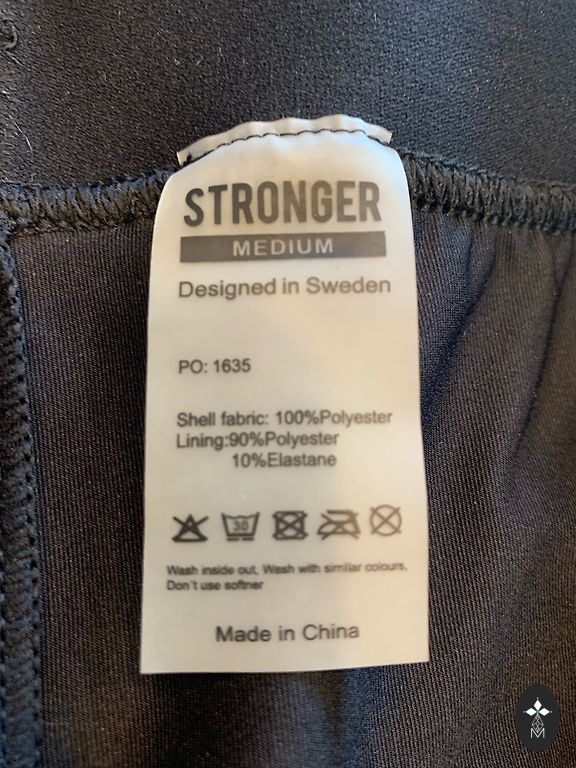 STRONGER
MEDIUM
Designed in Sweden
PO: 1635
Shell fabric: 100%Polyester
Lining:90%Polyester
10%Elastane
30
Wash inside out, Wash with similar colours,
Don´t use softner
Made in China
M